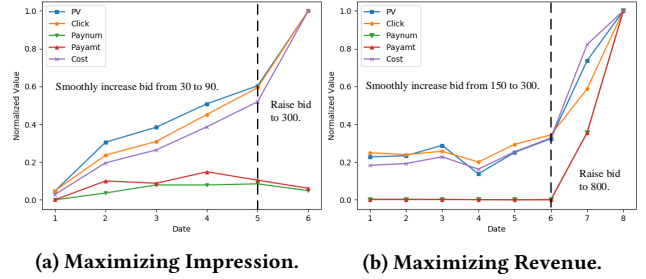 PV
Click
Paynum
Payamt
Cost
Smoothly increase bid from 30 to 90.
Raise bid
to 300.
Normalized Value
1.0
0.8
0.6
0.4
0.2
0.0
1 2 3 4 5 6
Date
(a) Maximizing Impression.
PV
Click
Paynum
Payamt
Cost
Smoothly increase bid from 150 to 300.
Raise bid
to 800.
Normalized Value
1.0
0.8
0.6
0.4
0.2
0.0
1 2 3 4 5 6 7 8
Date
(b) Maximizing Revenue.